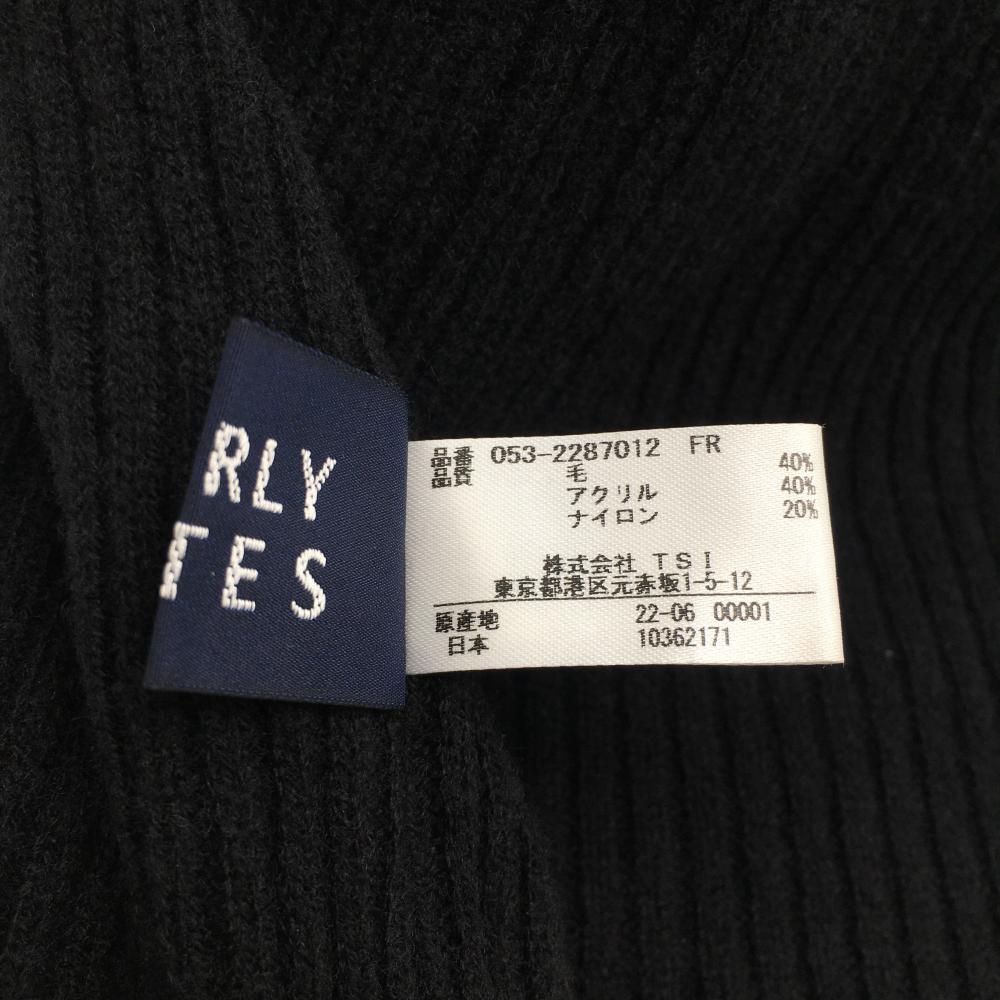 RLY
TES
品番 053-2287012 FR
品質 毛 40%
アクリル 40%
ナイロン 20%
株式会社 TSI
東京都港区元赤坂1-5-12
原産地 22-06 00001
日本 10362171